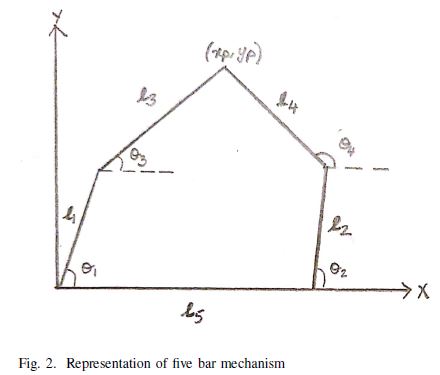 Y
(xp, yp)
l3
l4
θ3
θ4
l1
l2
θ1
θ2
X
l5
Fig. 2. Representation of five bar mechanism